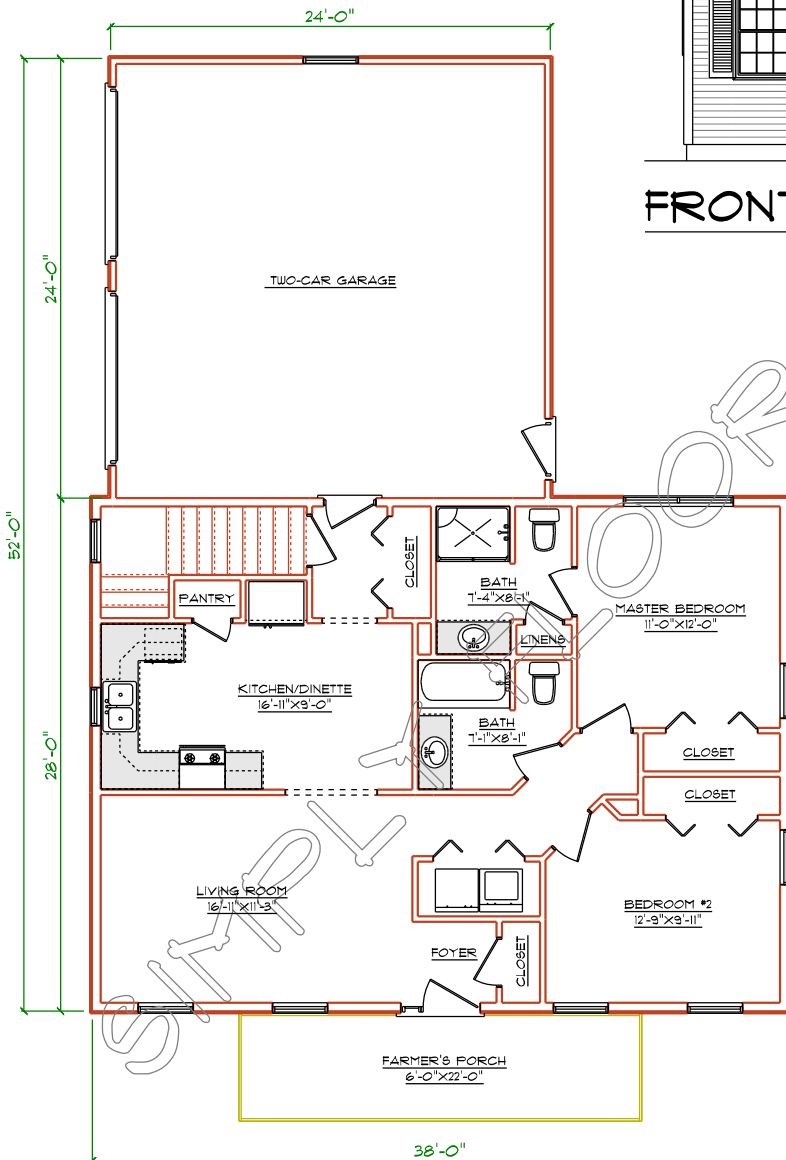 24'-0"
FRONT
24'-0"
TWO-CAR GARAGE
52'-0"
CLOSET
PANTRY
BATH
7'-4"X8'-1"
MASTER BEDROOM
11'-0"X12'-0"
LINENS
KITCHEN/DINETTE
16'-11"X9'-0"
BATH
7'-1"X8'-1"
28'-0"
CLOSET
CLOSET
LIVING ROOM
16'-11"X11'-3"
BEDROOM #2
12'-9"X9'-11"
FOYER
CLOSET
FARMER'S PORCH
6'-0"X22'-0"
38'-0"
SIMPLY